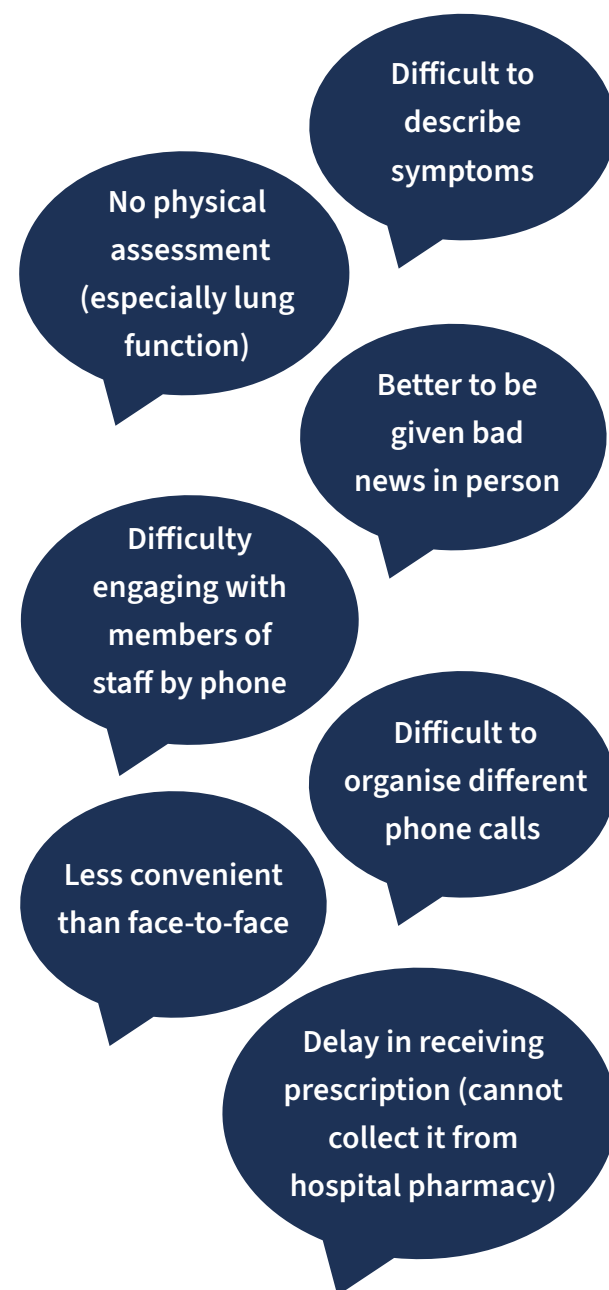 Difficult to
describe
symptoms
No physical
assessment
(especially lung
function)
Better to be
given bad
news in person
Difficulty
engaging with
members of
staff by phone
Difficult to
organise different
phone calls
Less convenient
than face-to-face
Delay in receiving
prescription (cannot
collect it from
hospital pharmacy)